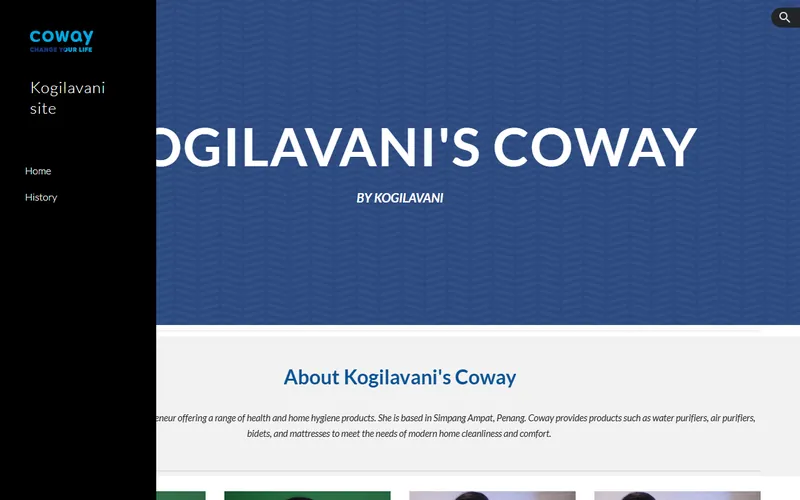 coway
CHANGE YOUR LIFE
Kogilavani
site
Home
History
OGILAVANI'S COWAY
BY KOGILAVANI
About Kogilavani's Coway
offering a range of health and home hygiene products. She is based in Simpang Ampat, Penang. Coway provides products such as water purifiers, air purifiers,
bidets, and mattresses to meet the needs of modern home cleanliness and comfort.